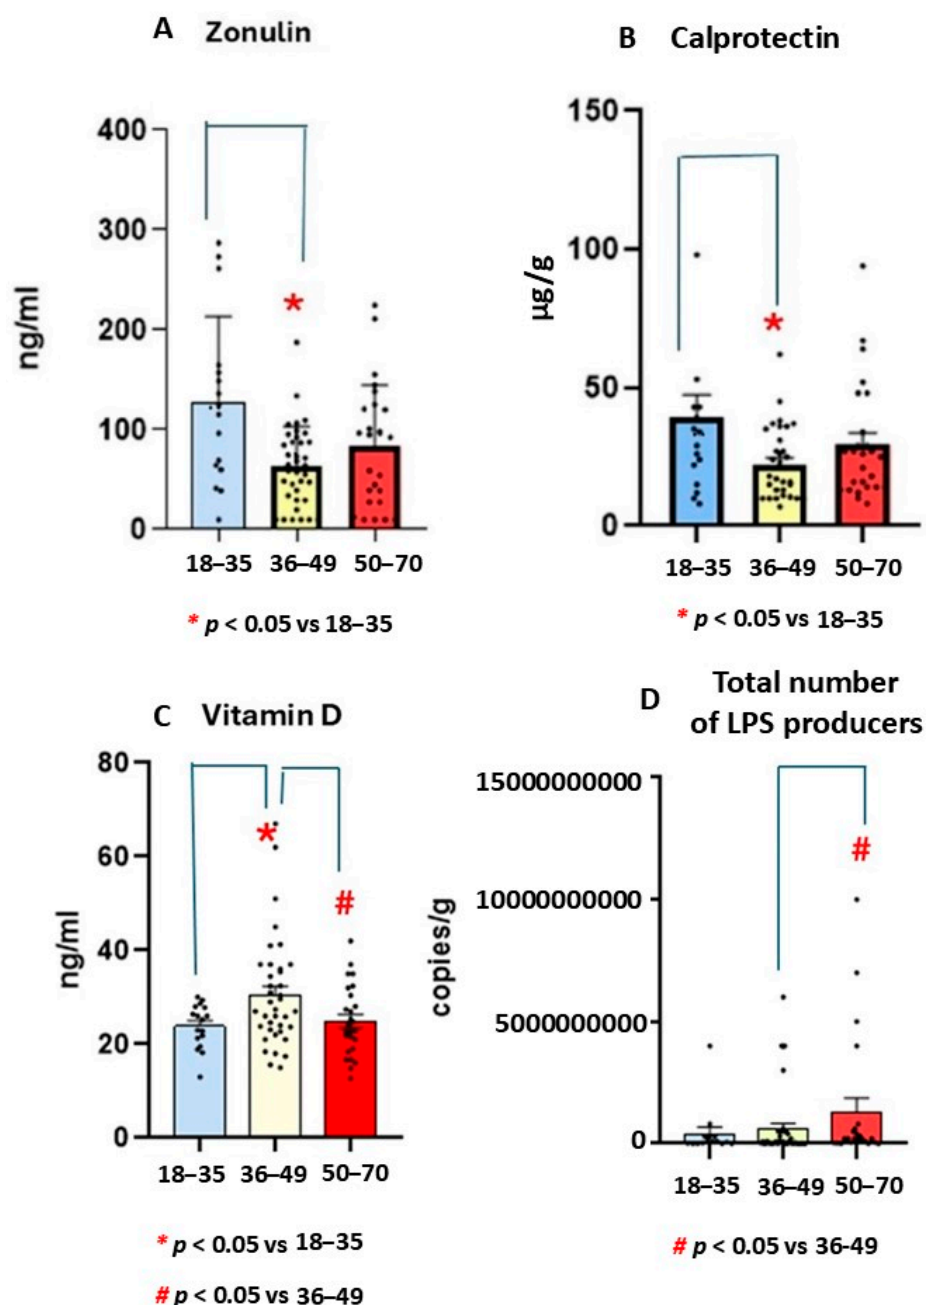 A Zonulin
400
300
200
100
0
ng/ml
18–35 36–49 50–70
* p < 0.05 vs 18–35
B Calprotectin
150
100
50
0
µg/g
18–35 36–49 50–70
* p < 0.05 vs 18–35
C Vitamin D
80
60
40
20
0
ng/ml
*
#
18–35 36–49 50–70
* p < 0.05 vs 18–35
# p < 0.05 vs 36–49
D Total number
of LPS producers
15000000000
10000000000
5000000000
0
copies/g
#
18–35 36–49 50–70
# p < 0.05 vs 36-49